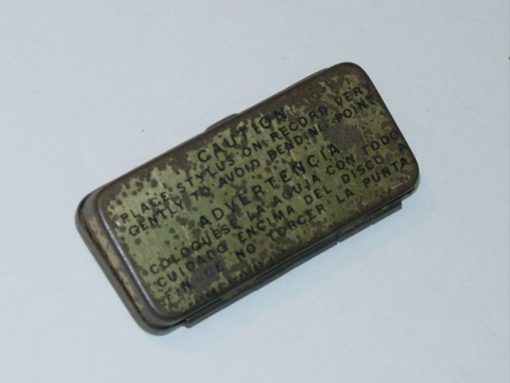 CAUTION
PLACE STYLUS ON RECORD VERY
GENTLY TO AVOID BENDING POINT
ADVERTENCIA
COLOQUESE LA AGUJA CON TODO
CUIDADO ENCIMA DEL DISCO A
FIN DE NO TORCER LA PUNTA